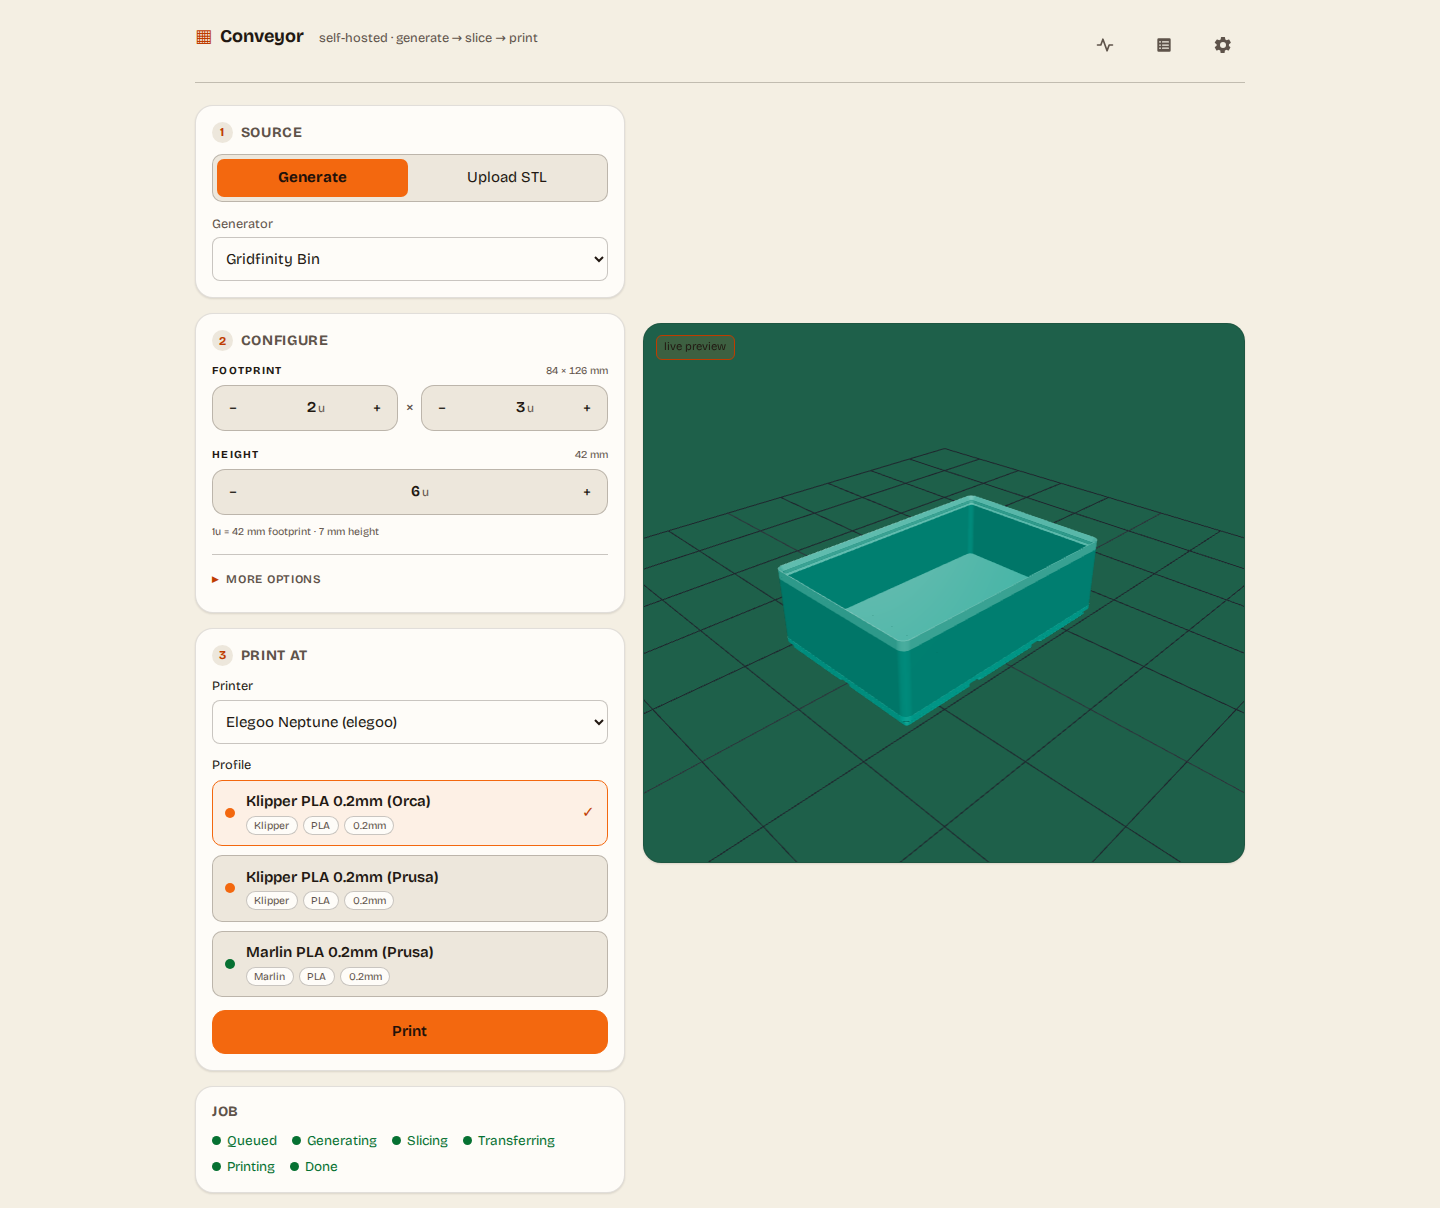 Conveyor self-hosted · generate → slice → print
1 SOURCE
Generate Upload STL
Generator
Gridfinity Bin
2 CONFIGURE
FOOTPRINT 84 × 126 mm
− 2 u + × − 3 u +
HEIGHT 42 mm
− 6 u +
1u = 42 mm footprint · 7 mm height
▸ MORE OPTIONS
3 PRINT AT
Printer
Elegoo Neptune (elegoo)
Profile
Klipper PLA 0.2mm (Orca) ✓
Klipper PLA 0.2mm
Klipper PLA 0.2mm (Prusa)
Klipper PLA 0.2mm
Marlin PLA 0.2mm (Prusa)
Marlin PLA 0.2mm
Print
JOB
Queued Generating Slicing Transferring
Printing Done
live preview